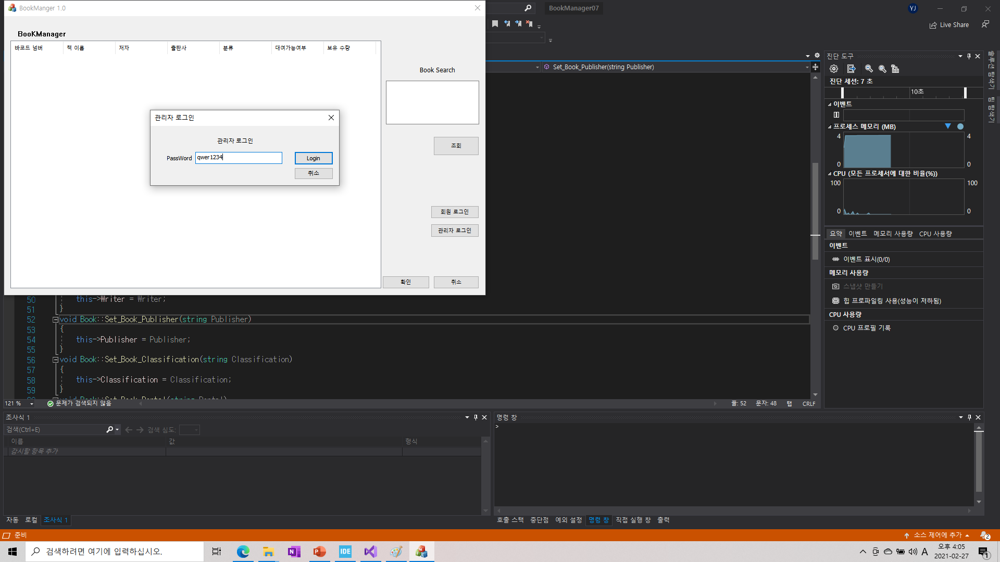 BookManger 1.0
BookManager07
YJ
Live Share
BooKManager
바코드 넘버
책 이름
저자
출판사
분류
대여가능여부
보유 수량
Book Search
조회
회원 로그인
관리자 로그인
확인
취소
관리자 로그인
관리자 로그인
PassWord
qwer1234
Login
취소
Set_Book_Publisher(string Publisher)
50 this->Writer = Writer;
51 }
52 void Book::Set_Book_Publisher(string Publisher)
53 {
54 this->Publisher = Publisher;
55 }
56 void Book::Set_Book_Classification(string Classification)
57 {
58 this->Classification = Classification;
59 }
121 %
문제가 검색되지 않음
줄: 52
문자: 48
탭
CRLF
진단 도구
진단 세션: 7 초
10초
이벤트
프로세스 메모리 (MB)
4
4
0
0
CPU (모든 프로세서에 대한 비율(%))
100
100
0
0
요약
이벤트
메모리 사용량
CPU 사용량
이벤트
이벤트 표시(0/0)
메모리 사용량
스냅샷 만들기
힙 프로파일링 사용(성능이 저하됨)
CPU 사용량
CPU 프로필 기록
솔루션 탐색기
팀 탐색기
조사식 1
검색(Ctrl+E)
검색 심도:
이름
값
형식
감시할 항목 추가
자동
로컬
조사식 1
명령 창
>
호출 스택
중단점
예외 설정
명령 창
직접 실행 창
출력
준비
소스 제어에 추가
2
검색하려면 여기에 입력하십시오.
IDE
A
오후 4:05
2021-02-27
1